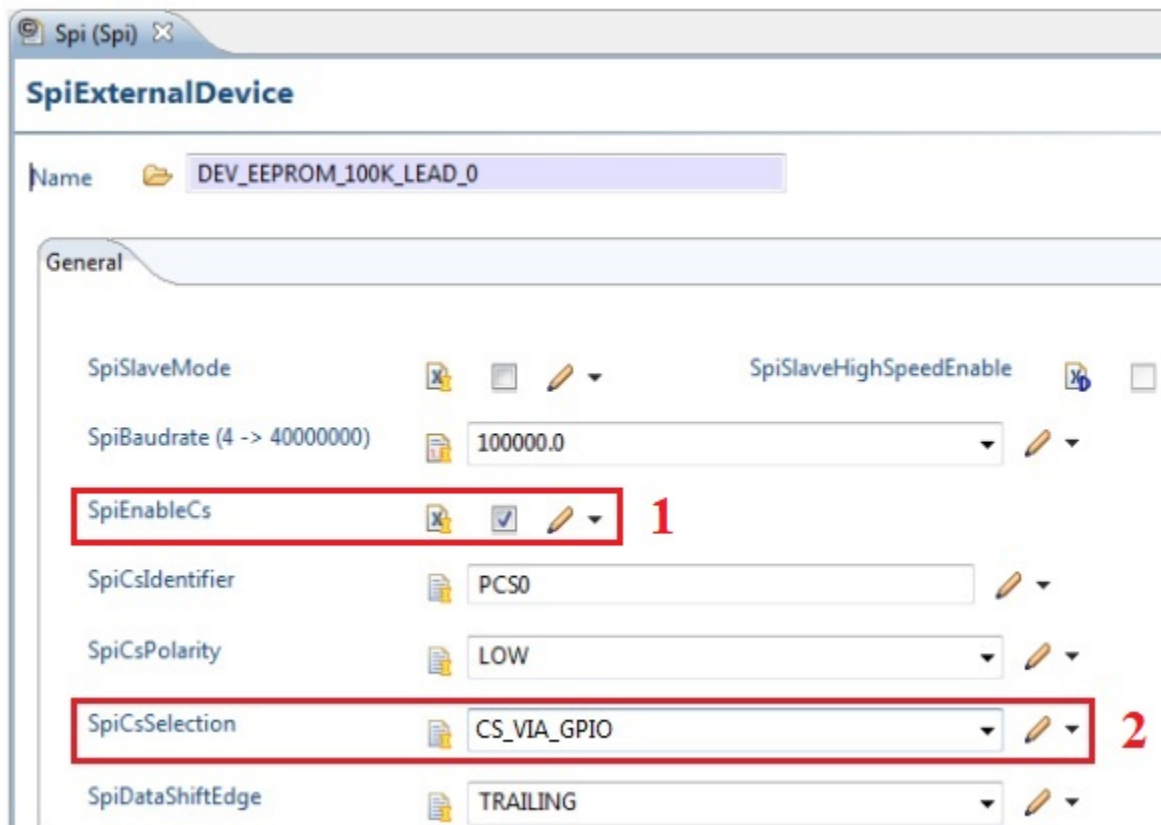 Spi (Spi)
SpiExternalDevice
Name DEV_EEPROM_100K_LEAD_0
General
SpiSlaveMode SpiSlaveHighSpeedEnable
SpiBaudrate (4 -> 40000000) 100000.0
SpiEnableCs 1
SpiCsIdentifier PCS0
SpiCsPolarity LOW
SpiCsSelection CS_VIA_GPIO 2
SpiDataShiftEdge TRAILING